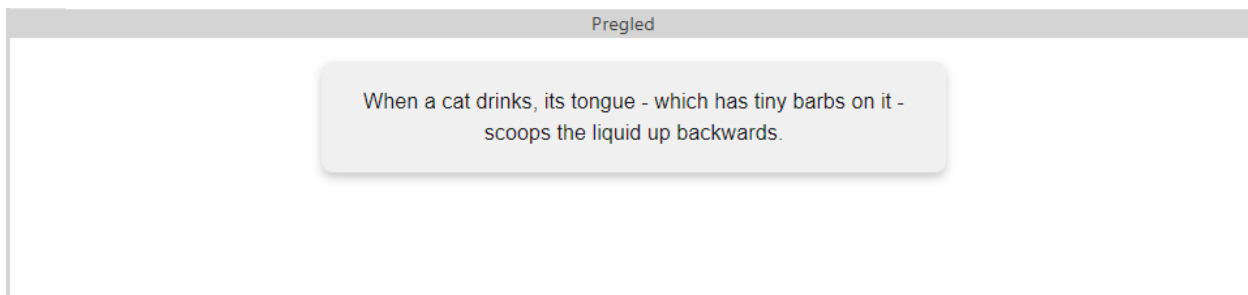 Pregled
When a cat drinks, its tongue - which has tiny barbs on it -
scoops the liquid up backwards.